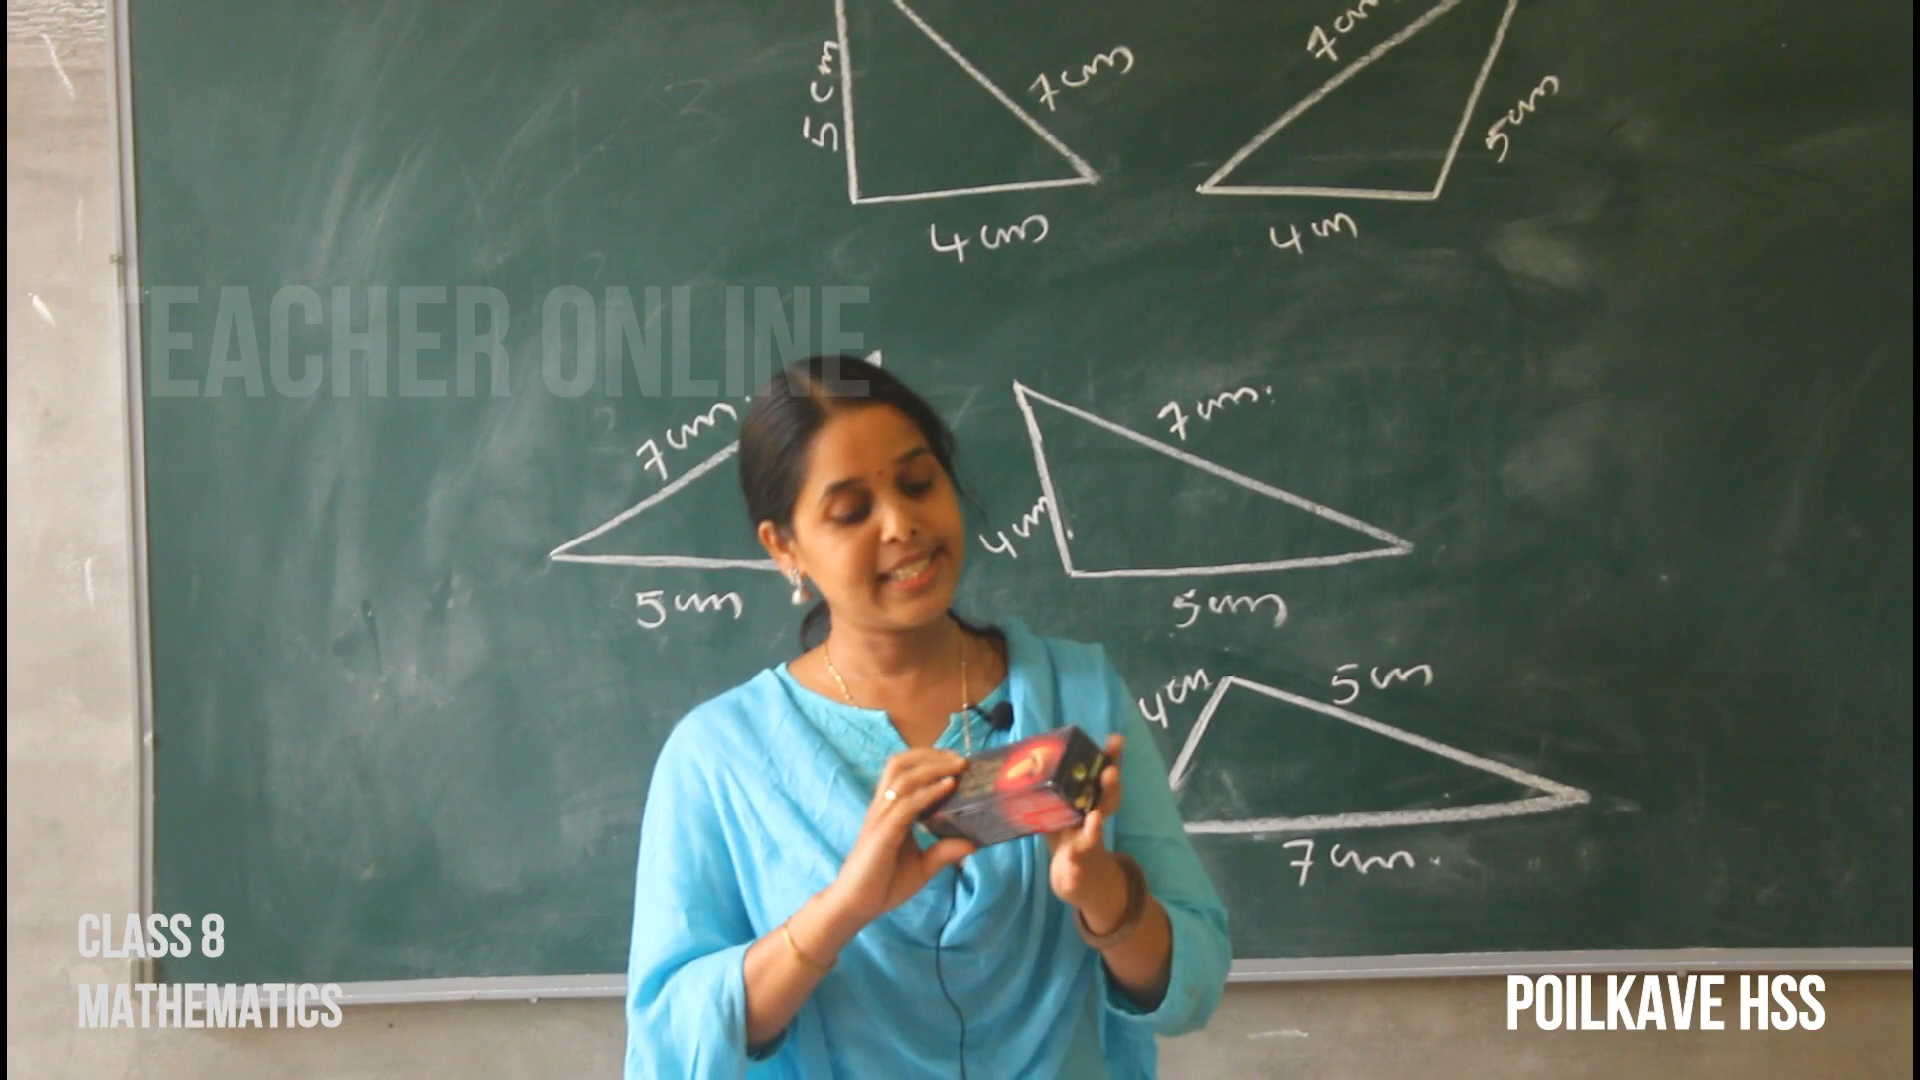 5cm
7cm
4cm
7cm
5cm
4cm
TEACHER ONLINE
7cm.
5cm
4cm.
7cm.
5cm
4cm
5cm
7cm.
CLASS 8
MATHEMATICS
POILKAVE HSS